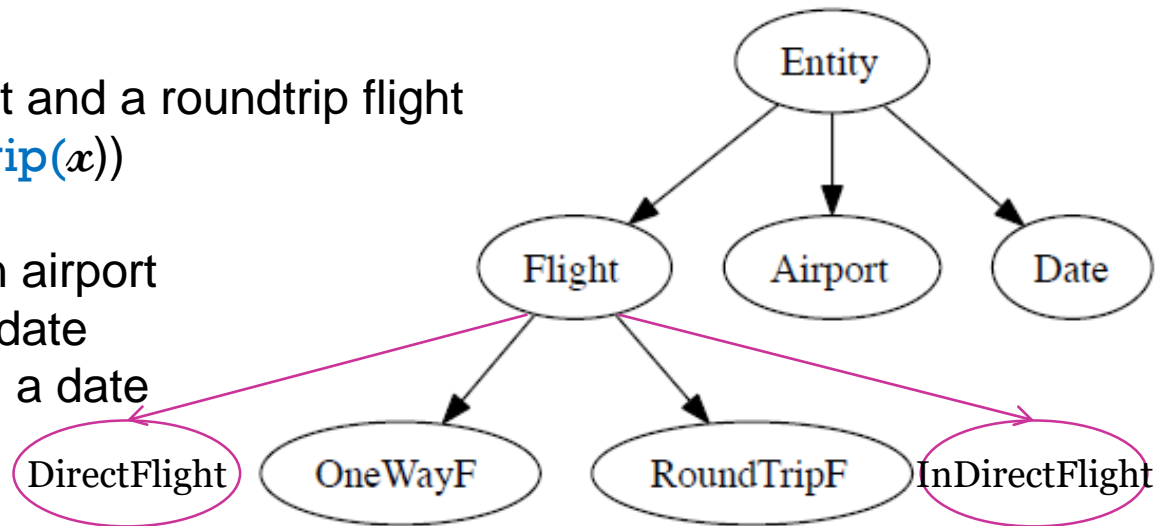 Entity
t and a roundtrip flight
rip(x))
Flight
Airport
Date
n airport
date
a date
DirectFlight
OneWayF
RoundTripF
InDirectFlight